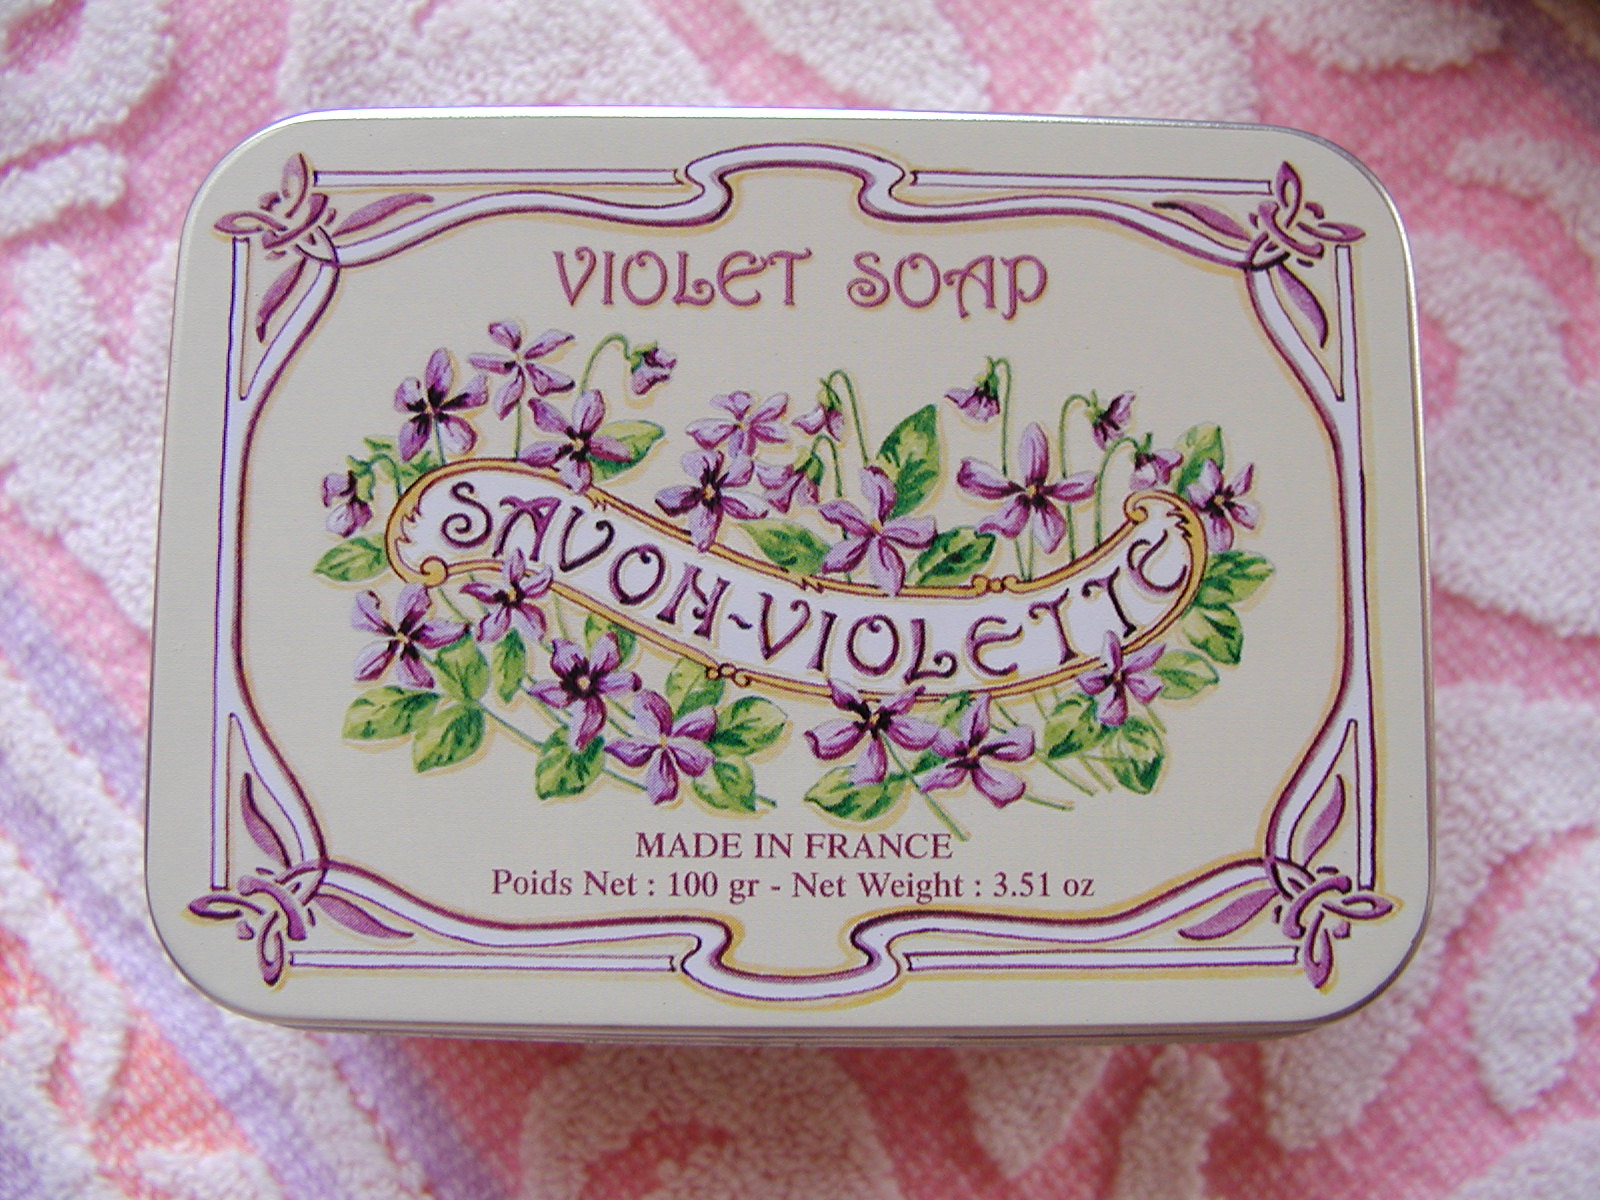 VIOLET SOAP
SAVON-VIOLETTE
MADE IN FRANCE
Poids Net : 100 gr - Net Weight : 3.51 oz